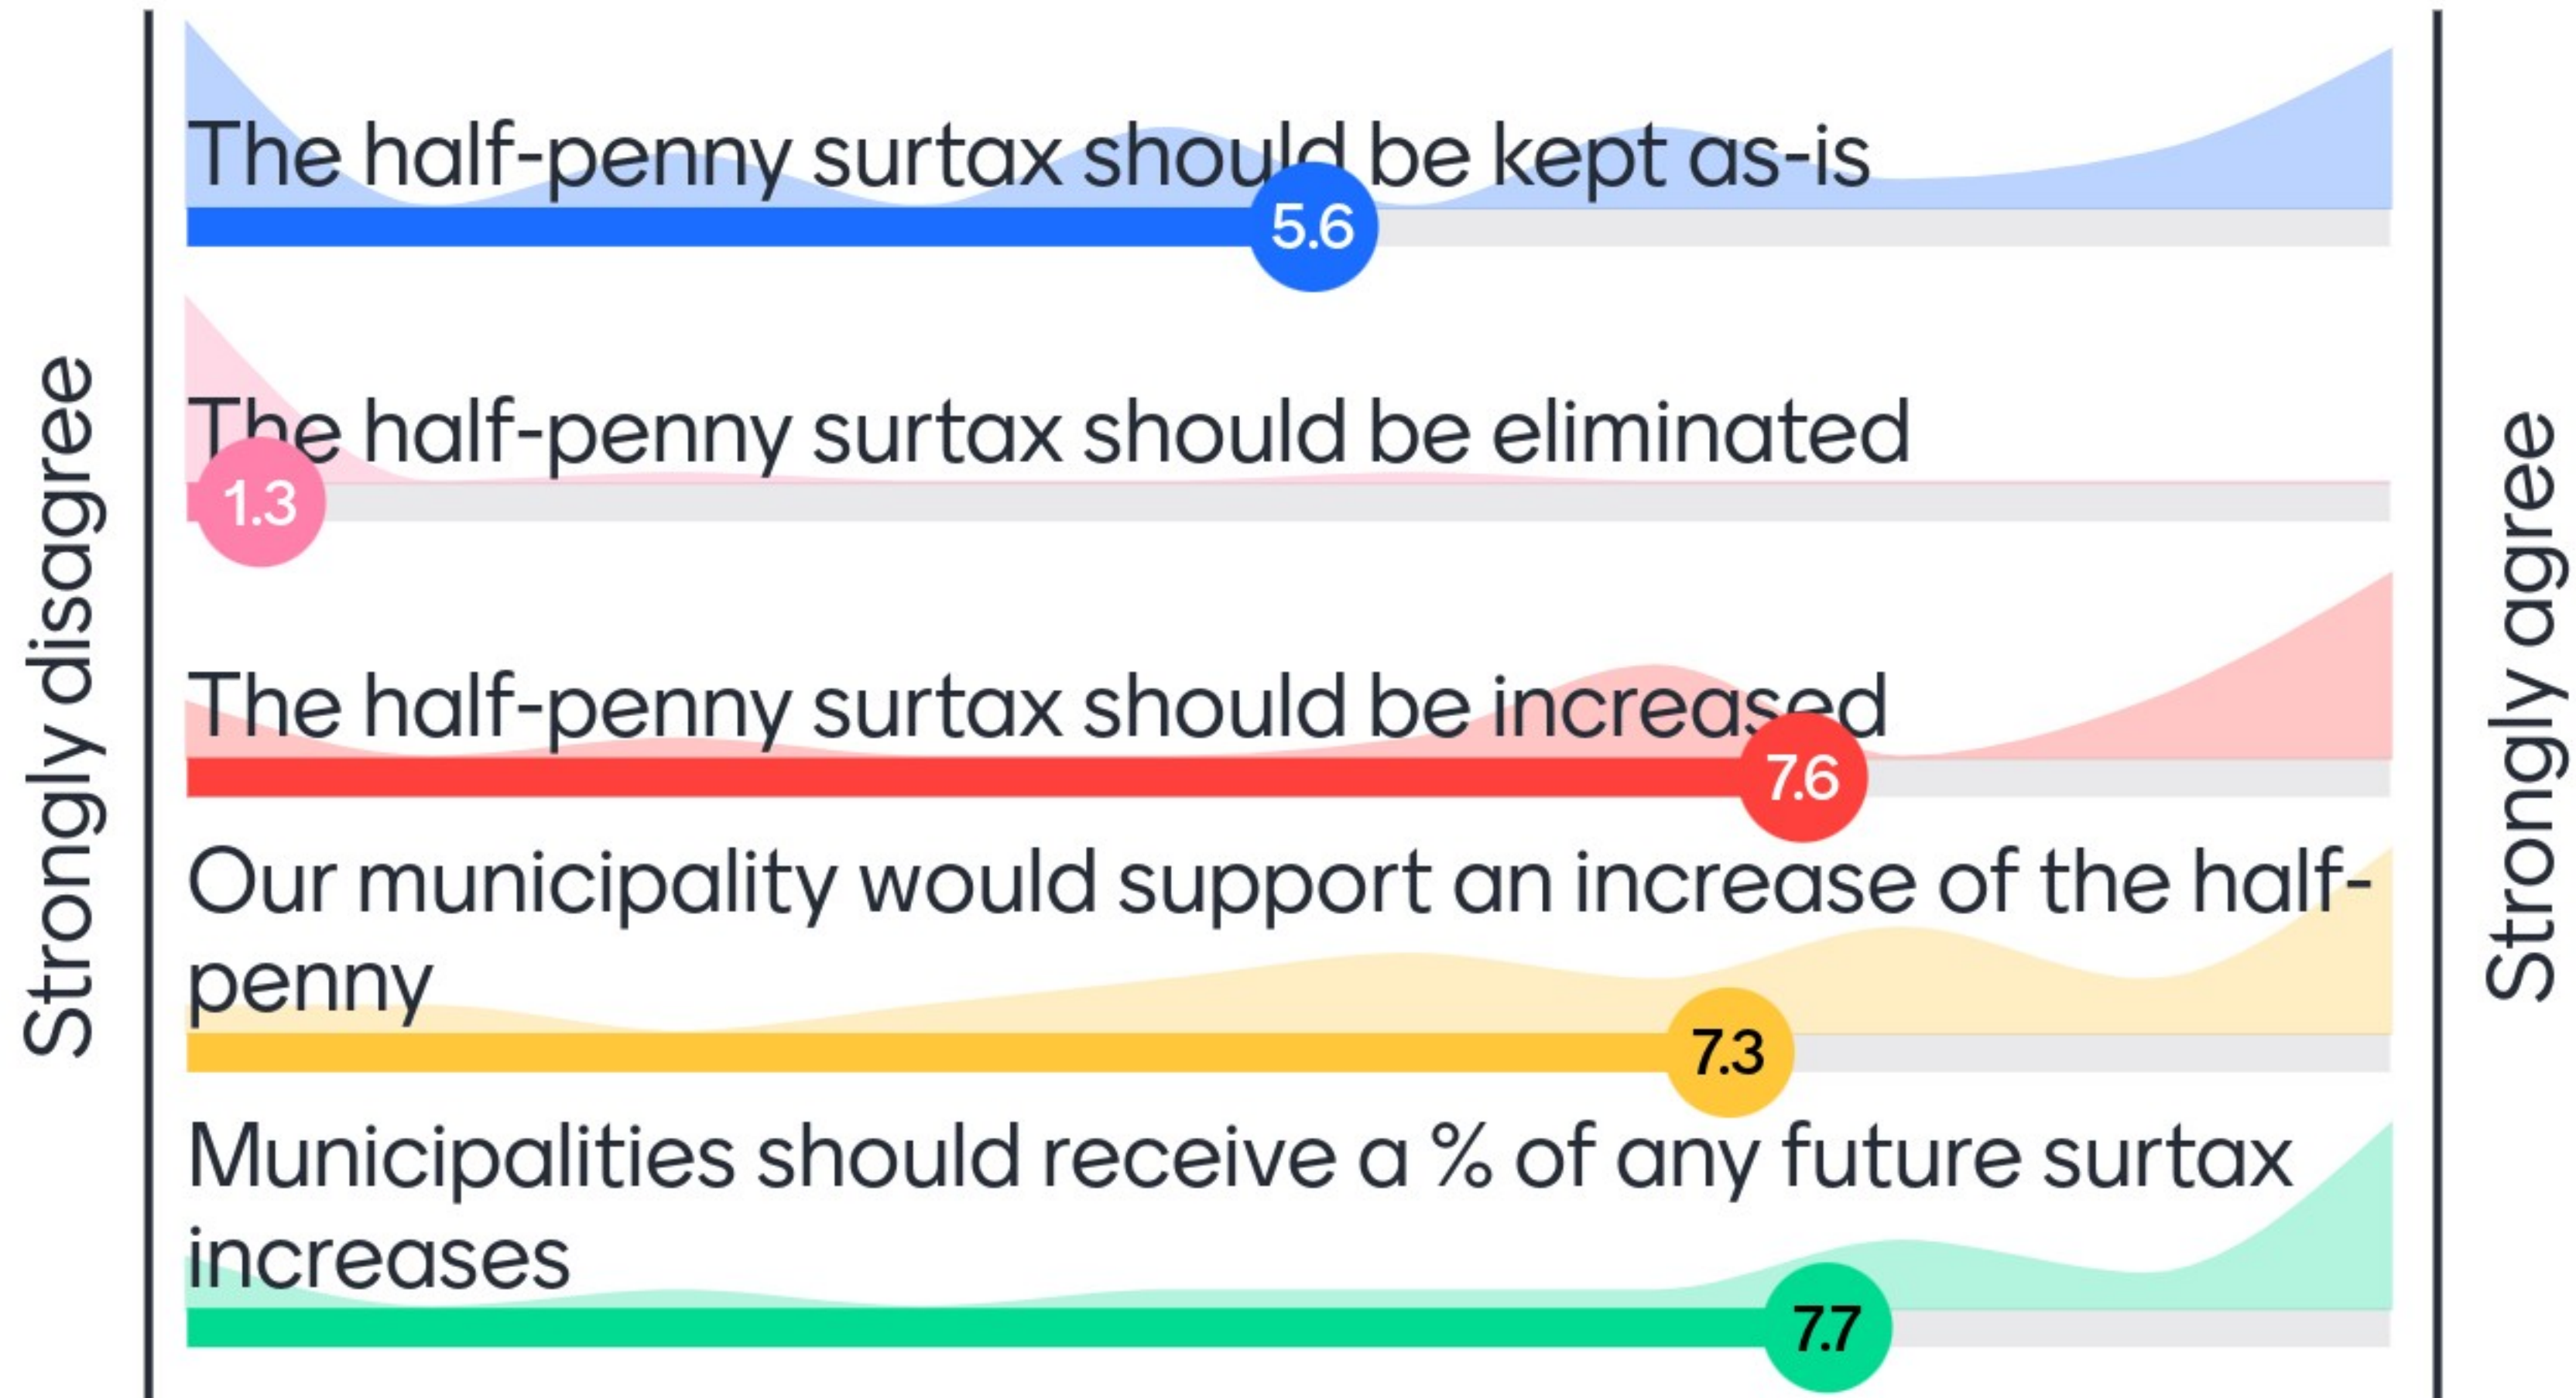 Strongly disagree
The half-penny surtax should be kept as-is
5.6
The half-penny surtax should be eliminated
1.3
The half-penny surtax should be increased
7.6
Our municipality would support an increase of the half-
penny
7.3
Municipalities should receive a % of any future surtax
increases
7.7
Strongly agree